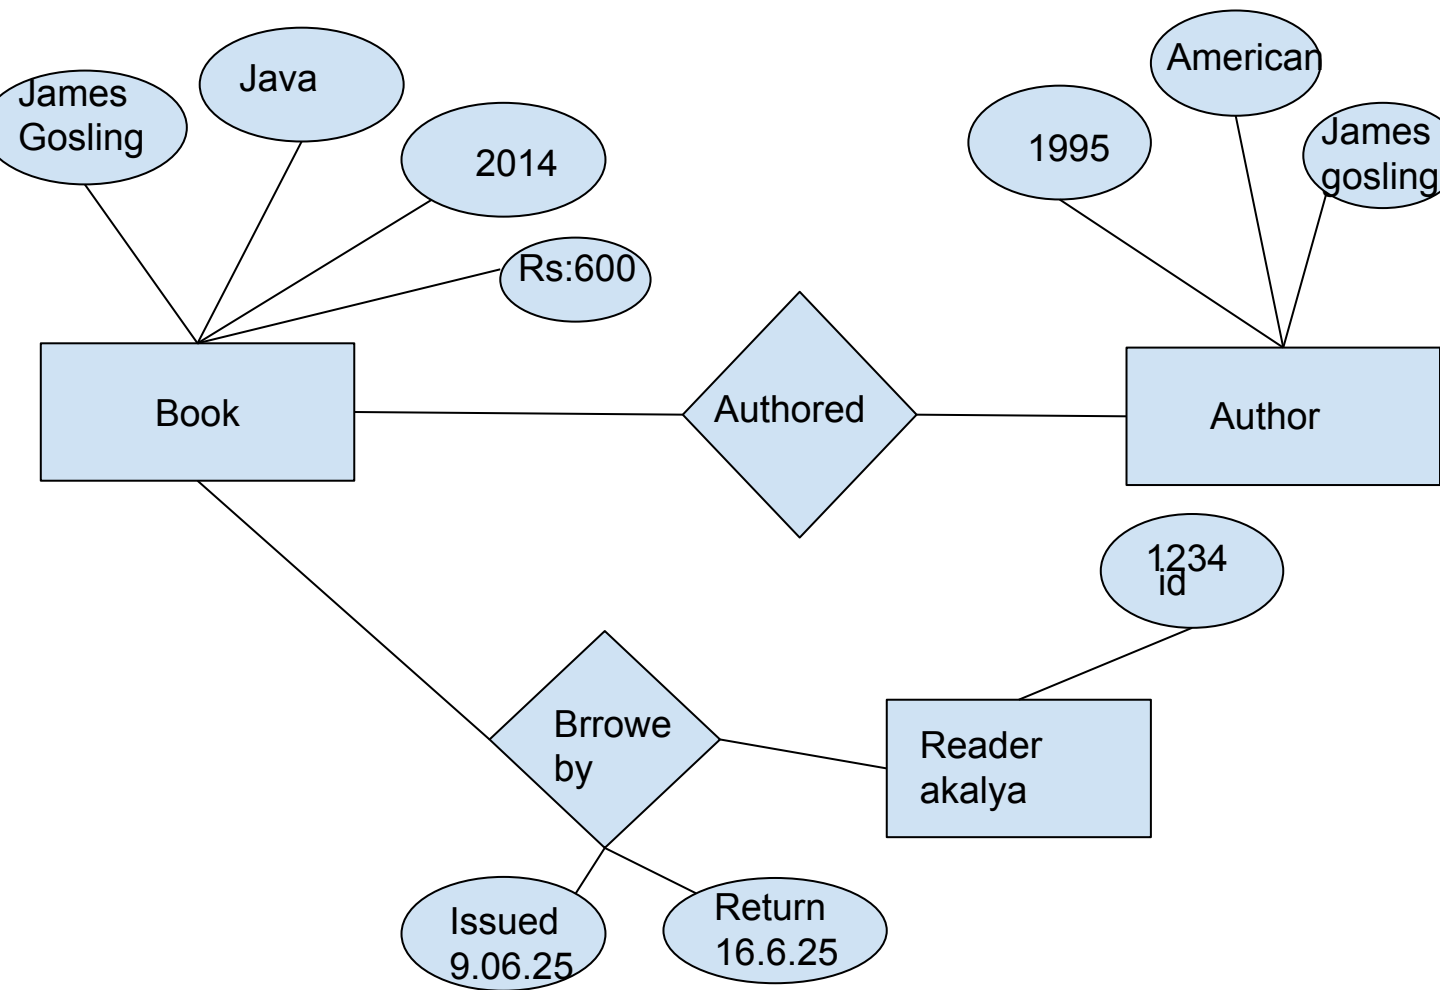 James
Gosling
Java
2014
Rs:600
1995
American
James
gosling
Book
Authored
Author
1234
id
Brrowe
by
Reader
akalya
Issued
9.06.25
Return
16.6.25